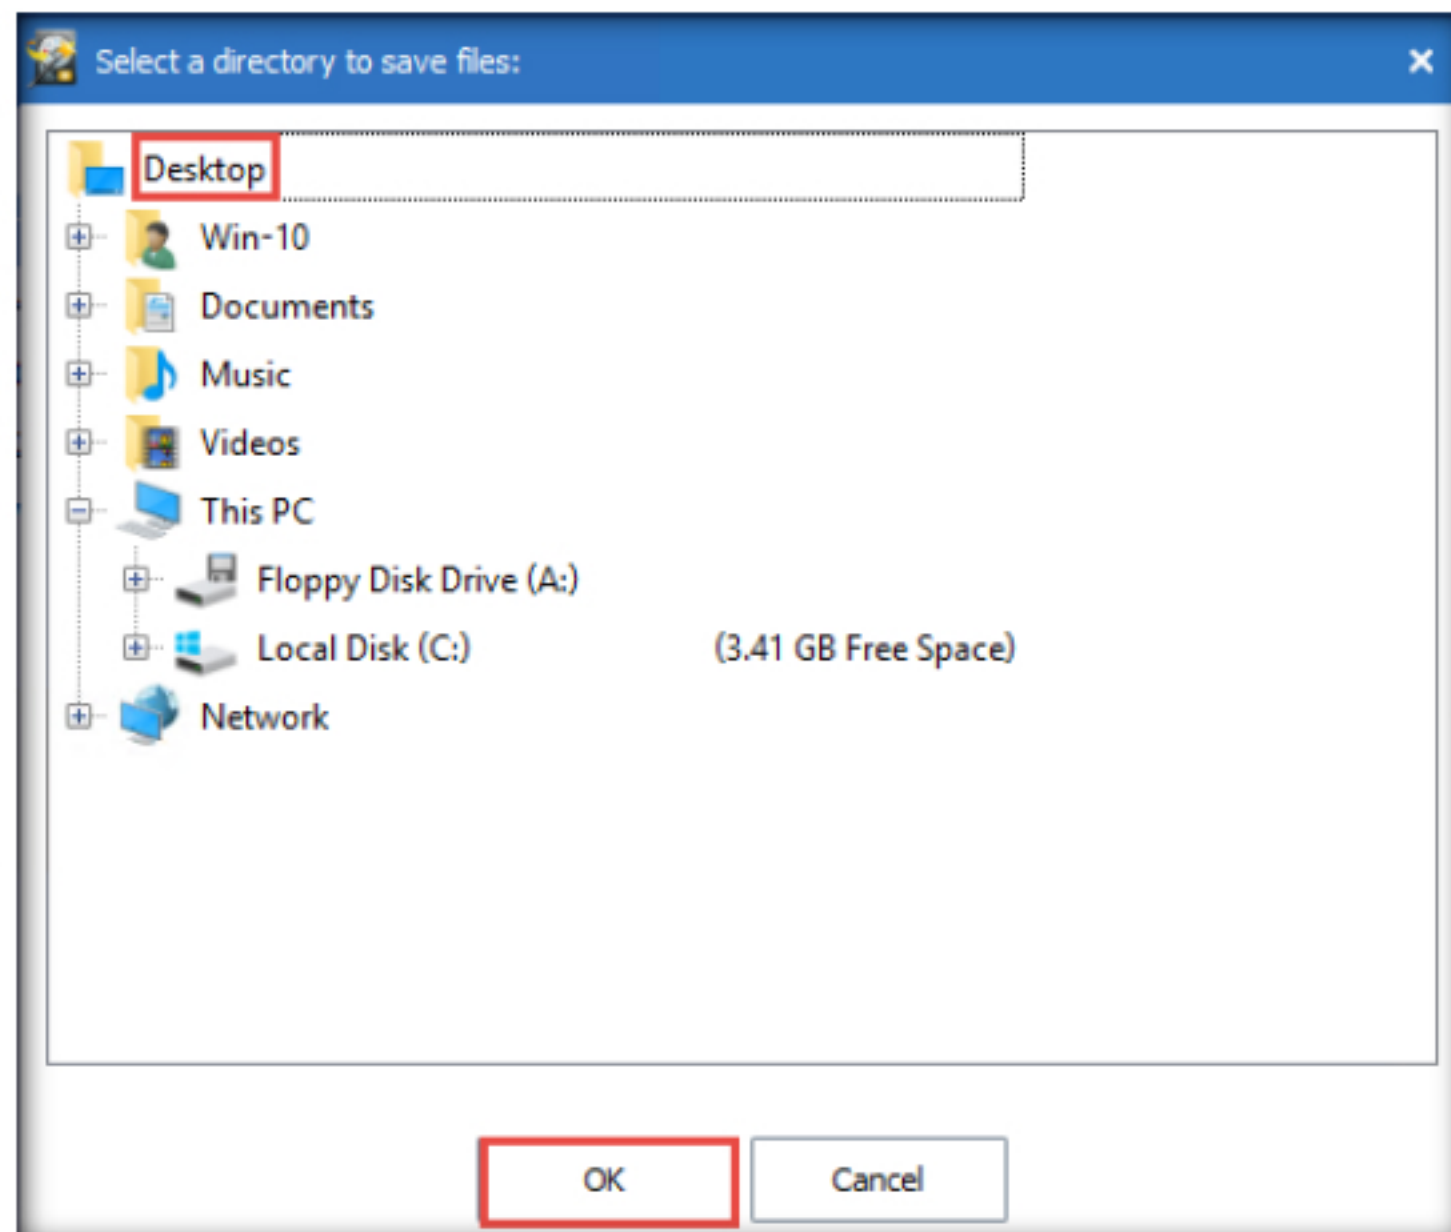 Select a directory to save files:
Desktop
Win-10
Documents
Music
Videos
This PC
Floppy Disk Drive (A:)
Local Disk (C:) (3.41 GB Free Space)
Network
OK Cancel